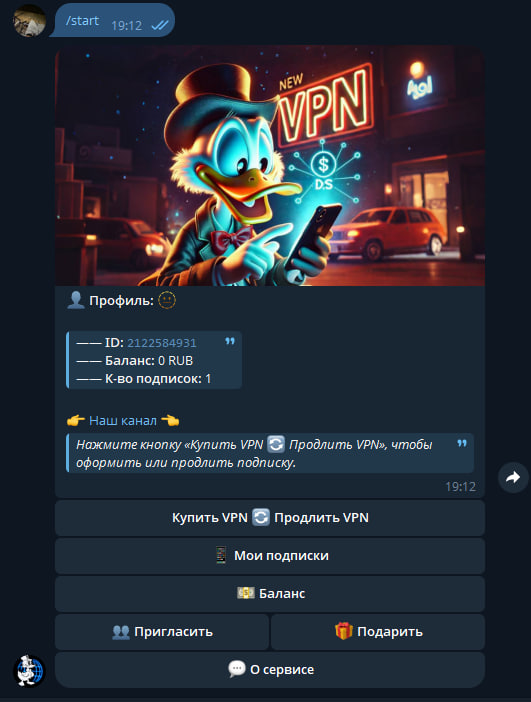 /start
19:12
NEW
VPN
$
D.S
👤 Профиль: 😐
—— ID: 2122584931
—— Баланс: 0 RUB
—— К-во подписок: 1
👉 Наш канал 👈
Нажмите кнопку «Купить VPN 🔄 Продлить VPN», чтобы
оформить или продлить подписку.
19:12
Купить VPN 🔄 Продлить VPN
📱 Мои подписки
💵 Баланс
👥 Пригласить
🎁 Подарить
💬 О сервисе